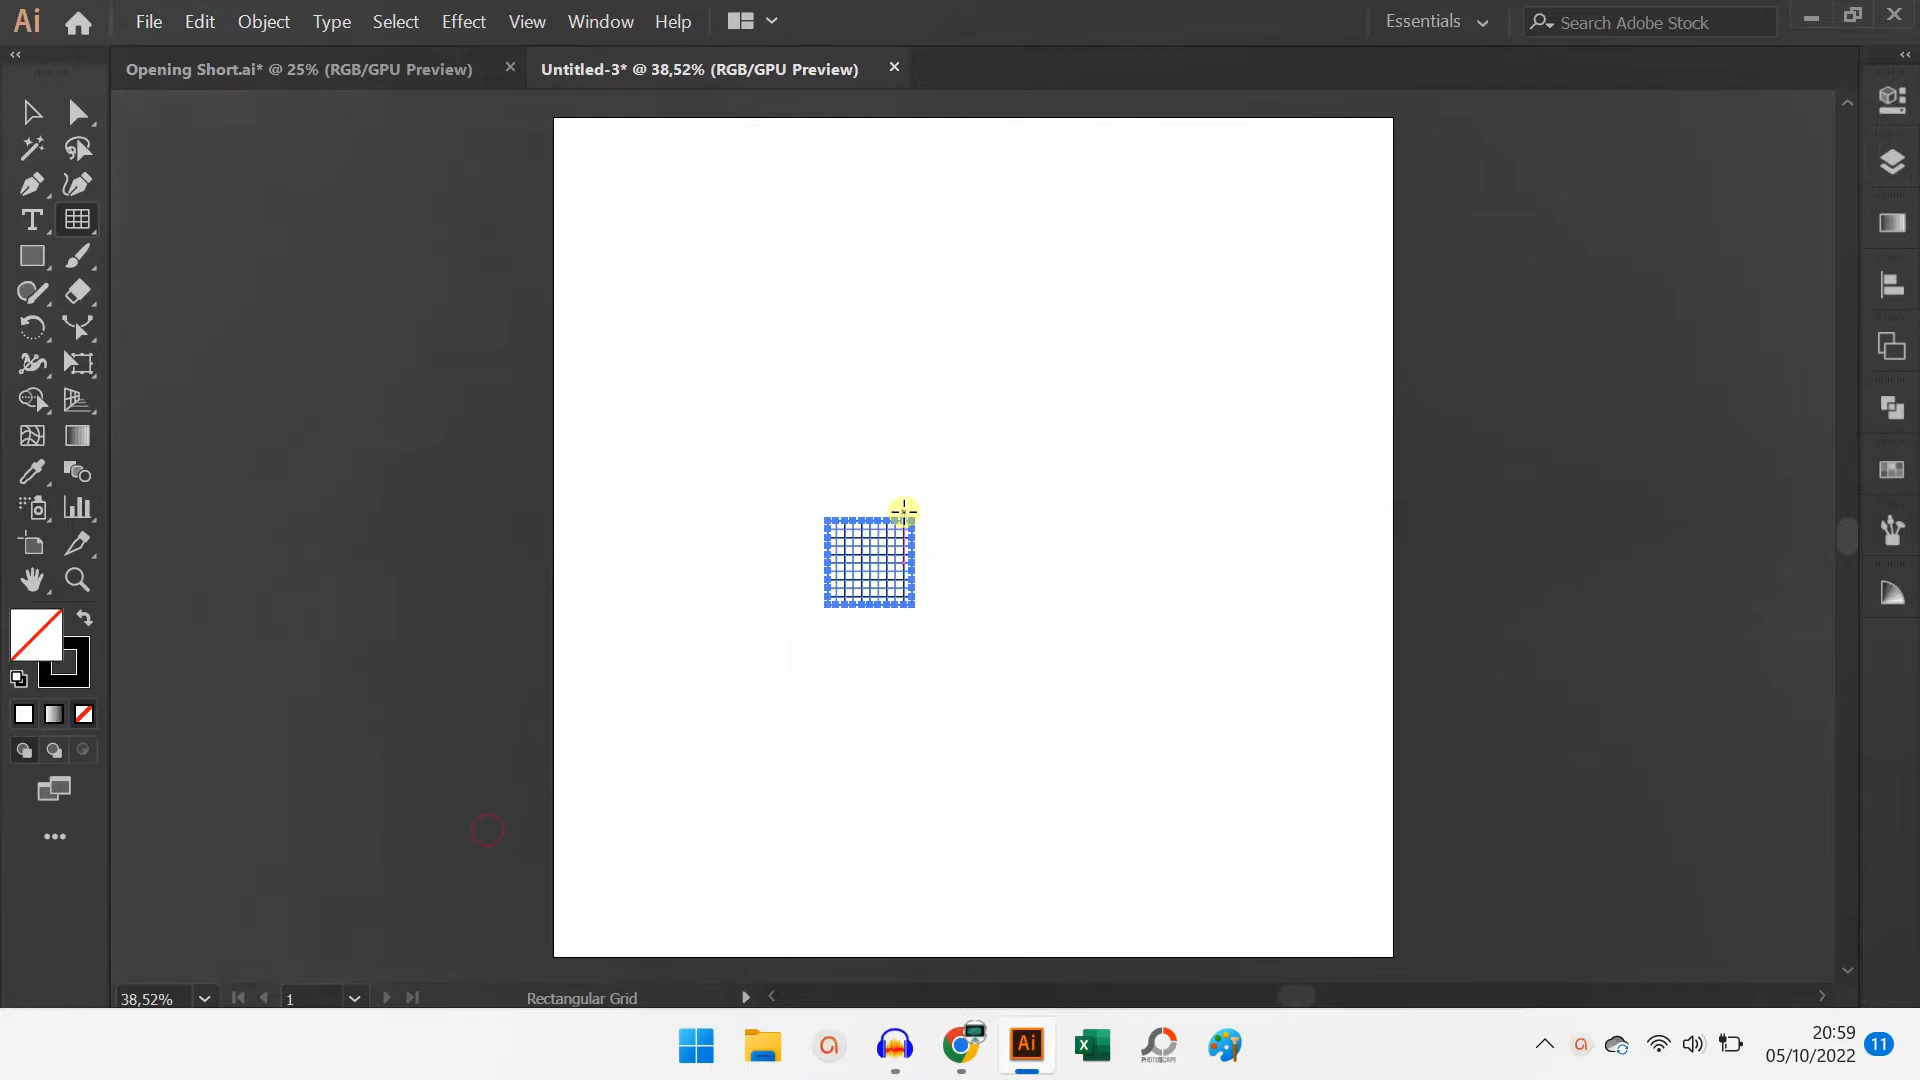 Ai File Edit Object Type Select Effect View Window Help Essentials Search Adobe Stock
Opening Short.ai* @ 25% (RGB/GPU Preview) Untitled-3* @ 38,52% (RGB/GPU Preview)
T
38,52% 1 Rectangular Grid
Ai
PHOTOSCAPE
20:59
05/10/2022 11